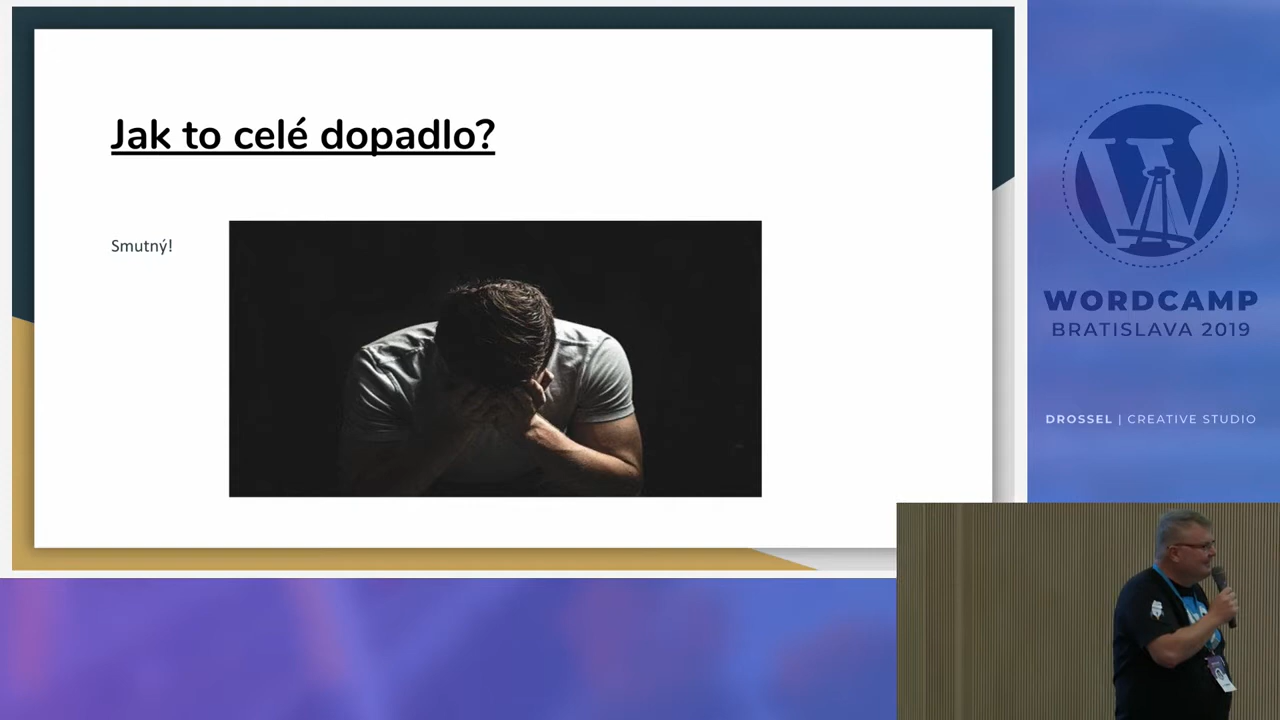 Jak to celé dopadlo?
Smutný!
WORDCAMP
BRATISLAVA 2019
DROSSEL | CREATIVE STUDIO